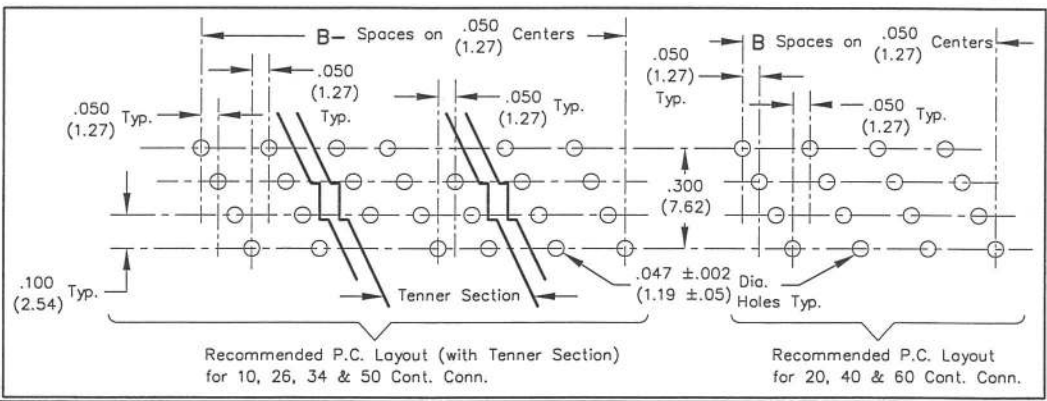 B– Spaces on .050 (1.27) Centers
.050
(1.27)
Typ.
.050
(1.27) Typ.
.050 Typ.
(1.27)
B Spaces on .050 (1.27) Centers
.050
(1.27)
Typ.
.050 Typ.
(1.27)
.300
(7.62)
.100
(2.54) Typ.
Tenner Section
.047 ±.002 Dia.
(1.19 ±.05) Holes Typ.
Recommended P.C. Layout (with Tenner Section)
for 10, 26, 34 & 50 Cont. Conn.
Recommended P.C. Layout
for 20, 40 & 60 Cont. Conn.